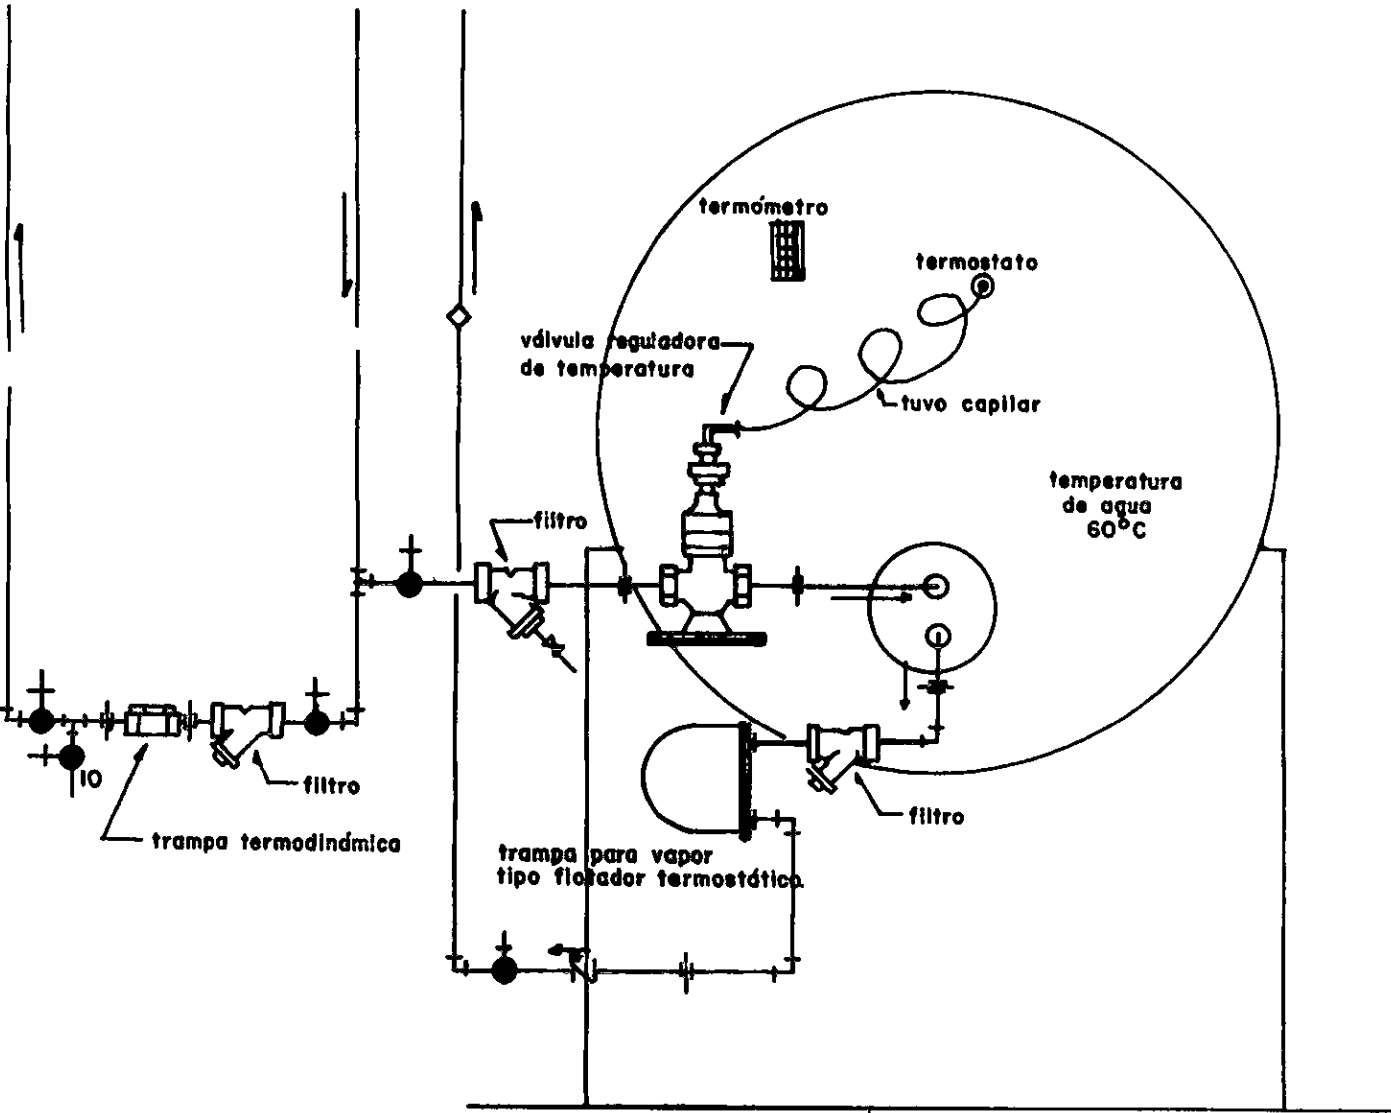 termómetro
termostato
válvula reguladora
de temperatura
tuvo capilar
temperatura
de agua
60°C
filtro
10
filtro
trampa termodinámica
filtro
trampa para vapor
tipo flotador termostático.